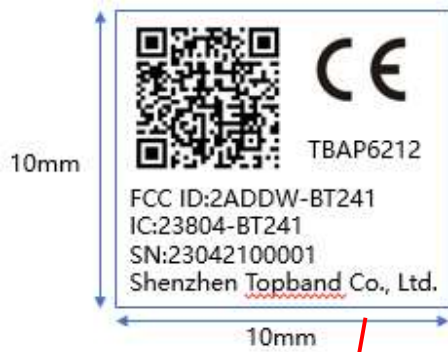 CE
TBAP6212
10mm
FCC ID:2ADDW-BT241
IC:23804-BT241
SN:23042100001
Shenzhen Topband Co., Ltd.
10mm